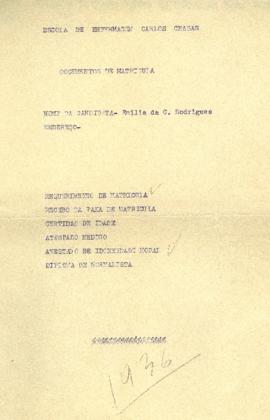 ESCOLA DE ENFERMAGEM CARLOS CHAGAS
DOCUMENTOS DE MATRICULA
NOME DA CANDIDATA- Emilia da C. Rodrigues
ENDEREÇO-
REQUERIMENTO DE MATRICULA
RECIBO DA TAXA DE MATRICULA
CERTIDAO DE IDADE
ATESTADO MEDICO
ATESTADO DE IDONEIDADE MORAL
DIPLOMA DE NORMALISTA
1936